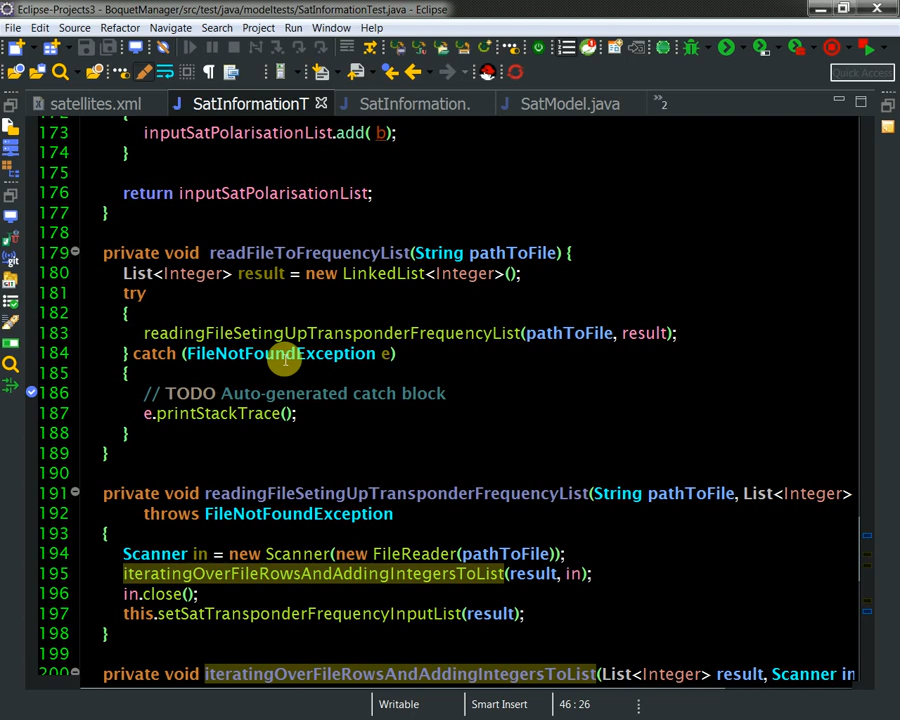 Eclipse-Projects3 - BoquetManager/src/test/java/modeltests/SatInformationTest.java - Eclipse
File Edit Source Refactor Navigate Search Project Run Window Help
Quick Access
satellites.xml SatInformationT SatInformation. SatModel.java »2
173 inputSatPolarisationList.add( b);
174 }
175
176 return inputSatPolarisationList;
177 }
178
179 private void readFileToFrequencyList(String pathToFile) {
180 List<Integer> result = new LinkedList<Integer>();
181 try
182 {
183 readingFileSetingUpTransponderFrequencyList(pathToFile, result);
184 } catch (FileNotFoundException e)
185 {
186 // TODO Auto-generated catch block
187 e.printStackTrace();
188 }
189 }
190
191 private void readingFileSetingUpTransponderFrequencyList(String pathToFile, List<Integer>
192 throws FileNotFoundException
193 {
194 Scanner in = new Scanner(new FileReader(pathToFile));
195 iteratingOverFileRowsAndAddingIntegersToList(result, in);
196 in.close();
197 this.setSatTransponderFrequencyInputList(result);
198 }
199
200 private void iteratingOverFileRowsAndAddingIntegersToList(List<Integer> result, Scanner in
Writable Smart Insert 46 : 26